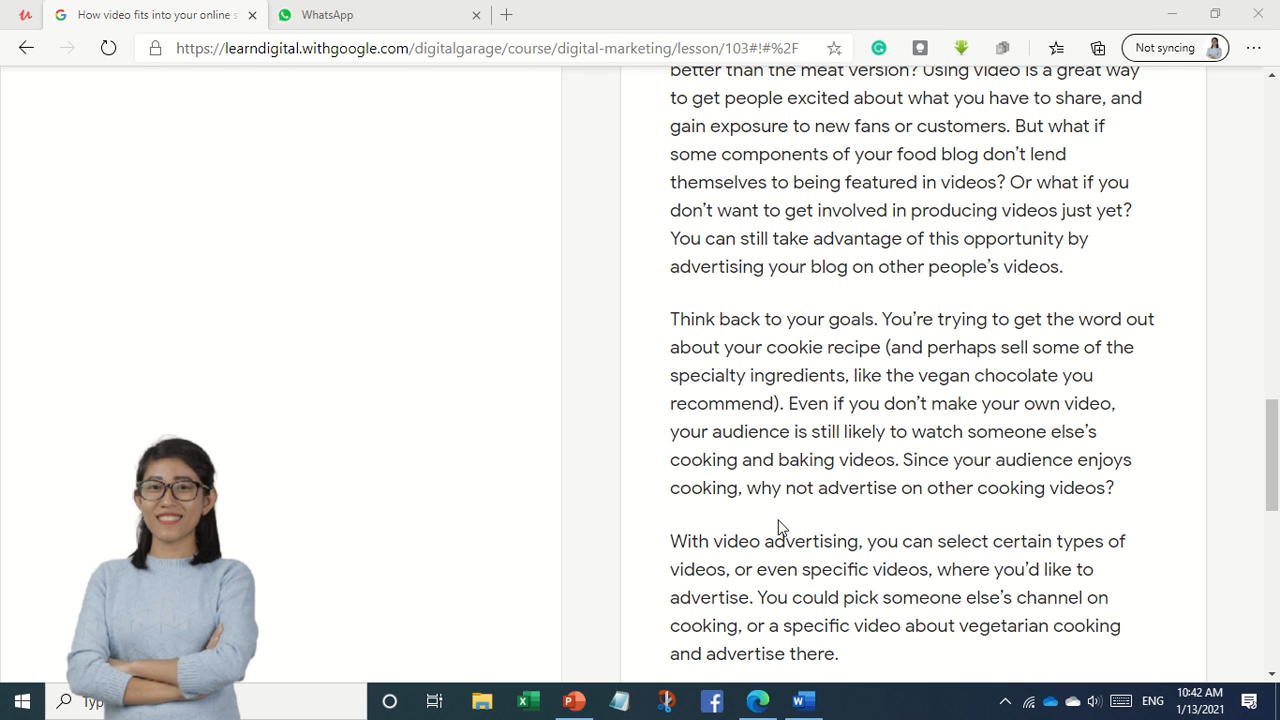 How video fits into your online s
WhatsApp
https://learndigital.withgoogle.com/digitalgarage/course/digital-marketing/lesson/103#!#%2F
Not syncing
better than the meat version? Using video is a great way
to get people excited about what you have to share, and
gain exposure to new fans or customers. But what if
some components of your food blog don’t lend
themselves to being featured in videos? Or what if you
don’t want to get involved in producing videos just yet?
You can still take advantage of this opportunity by
advertising your blog on other people’s videos.
Think back to your goals. You’re trying to get the word out
about your cookie recipe (and perhaps sell some of the
specialty ingredients, like the vegan chocolate you
recommend). Even if you don’t make your own video,
your audience is still likely to watch someone else’s
cooking and baking videos. Since your audience enjoys
cooking, why not advertise on other cooking videos?
With video advertising, you can select certain types of
videos, or even specific videos, where you’d like to
advertise. You could pick someone else’s channel on
cooking, or a specific video about vegetarian cooking
and advertise there.
Typ
ENG
10:42 AM
1/13/2021